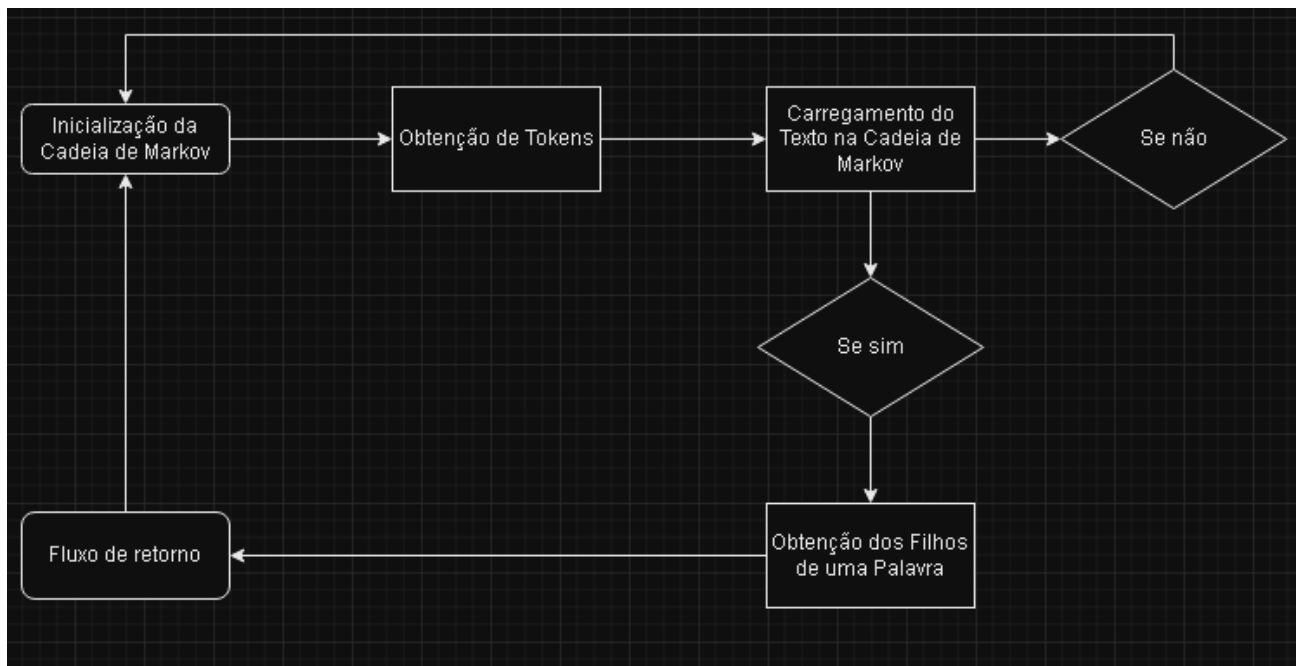 Inicialização da
Cadeia de Markov
Obtenção de Tokens
Carregamento do
Texto na Cadeia de
Markov
Se não
Se sim
Obtenção dos Filhos
de uma Palavra
Fluxo de retorno